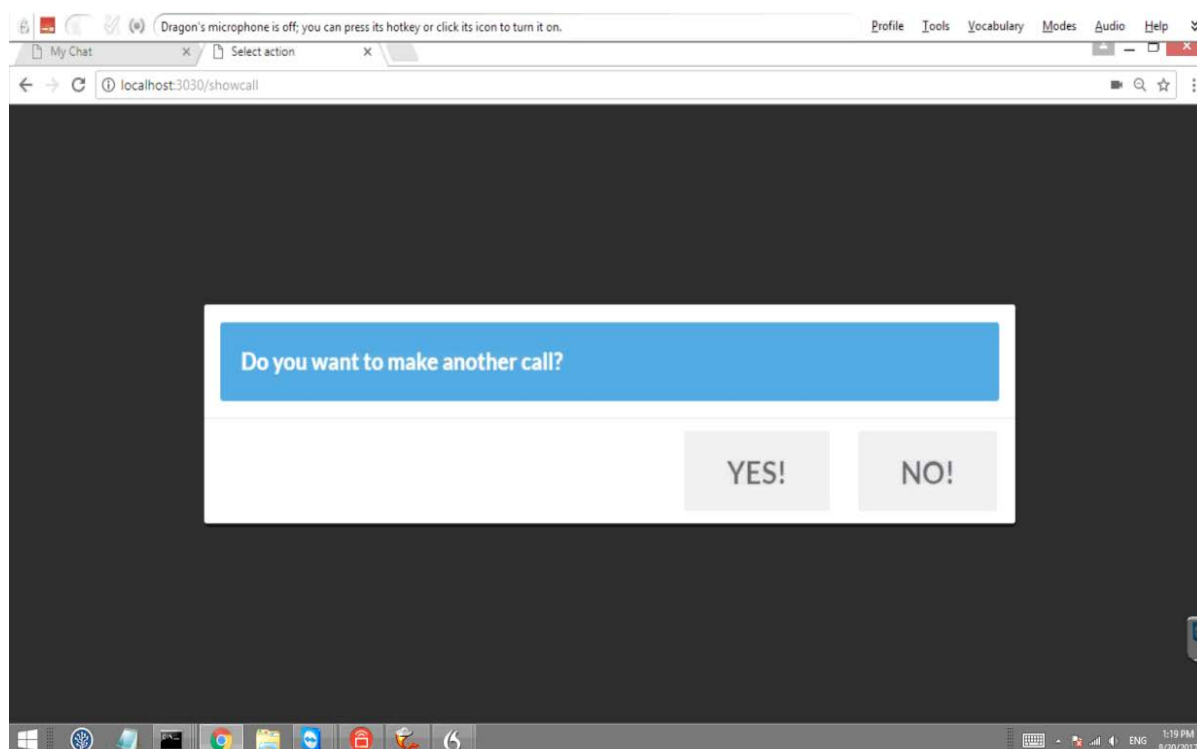 Dragon's microphone is off; you can press its hotkey or click its icon to turn it on.
Profile Tools Vocabulary Modes Audio Help
My Chat Select action
localhost:3030/showcall
Do you want to make another call?
YES! NO!
ENG 1:19 PM